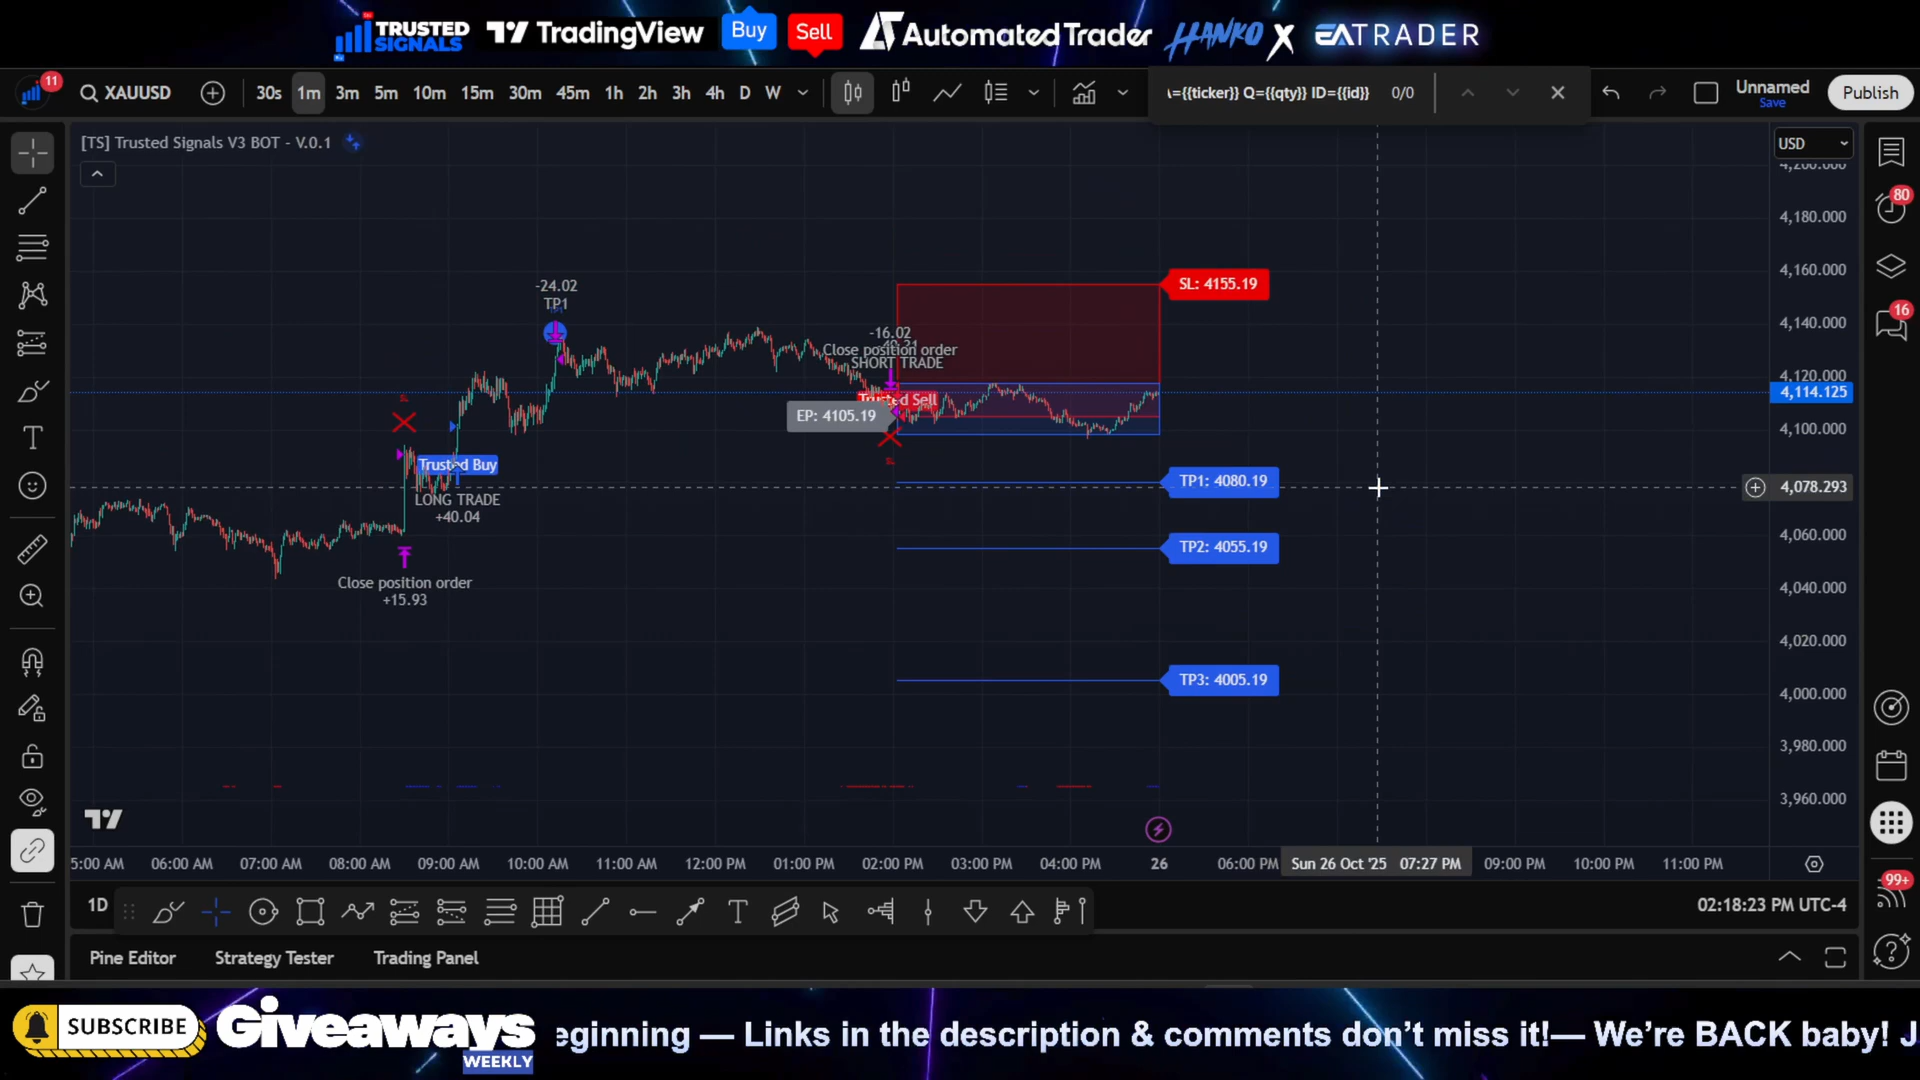 TRUSTED SIGNALS TradingView Buy Sell AutomatedTrader HANKO X EATRADER
11 XAUUSD 30s 1m 3m 5m 10m 15m 30m 45m 1h 2h 3h 4h D W ={{ticker}} Q={{qty}} ID={{id}} 0/0 Unnamed Save Publish
[TS] Trusted Signals V3 BOT - V.0.1
USD
4,200.000
80
4,180.000
4,160.000
16
4,140.000
4,120.000
4,114.125
4,100.000
4,078.293
4,060.000
4,040.000
4,020.000
4,000.000
3,980.000
3,960.000
-24.02
TP1
SL: 4155.19
-16.02
Close position order
SHORT TRADE
Trusted Sell
EP: 4105.19
Trusted Buy
LONG TRADE
+40.04
TP1: 4080.19
TP2: 4055.19
Close position order
+15.93
TP3: 4005.19
5:00 AM 06:00 AM 07:00 AM 08:00 AM 09:00 AM 10:00 AM 11:00 AM 12:00 PM 01:00 PM 02:00 PM 03:00 PM 04:00 PM 26 06:00 PM Sun 26 Oct '25 07:27 PM 09:00 PM 10:00 PM 11:00 PM
99+
1D
02:18:23 PM UTC-4
Pine Editor Strategy Tester Trading Panel
SUBSCRIBE Giveaways WEEKLY eginning — Links in the description & comments don't miss it!— We're BACK baby! J